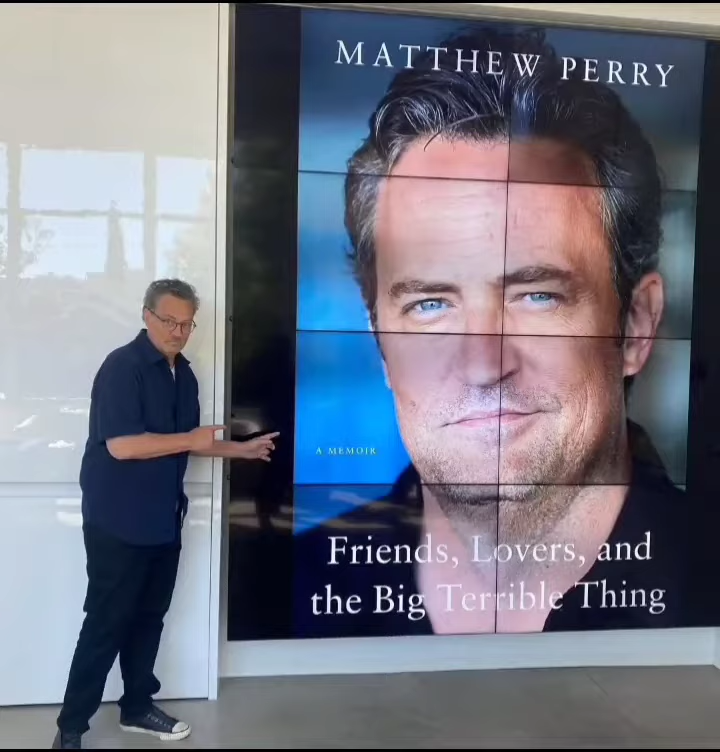 MATTHEW PERRY
A MEMOIR
Friends, Lovers, and
the Big Terrible Thing